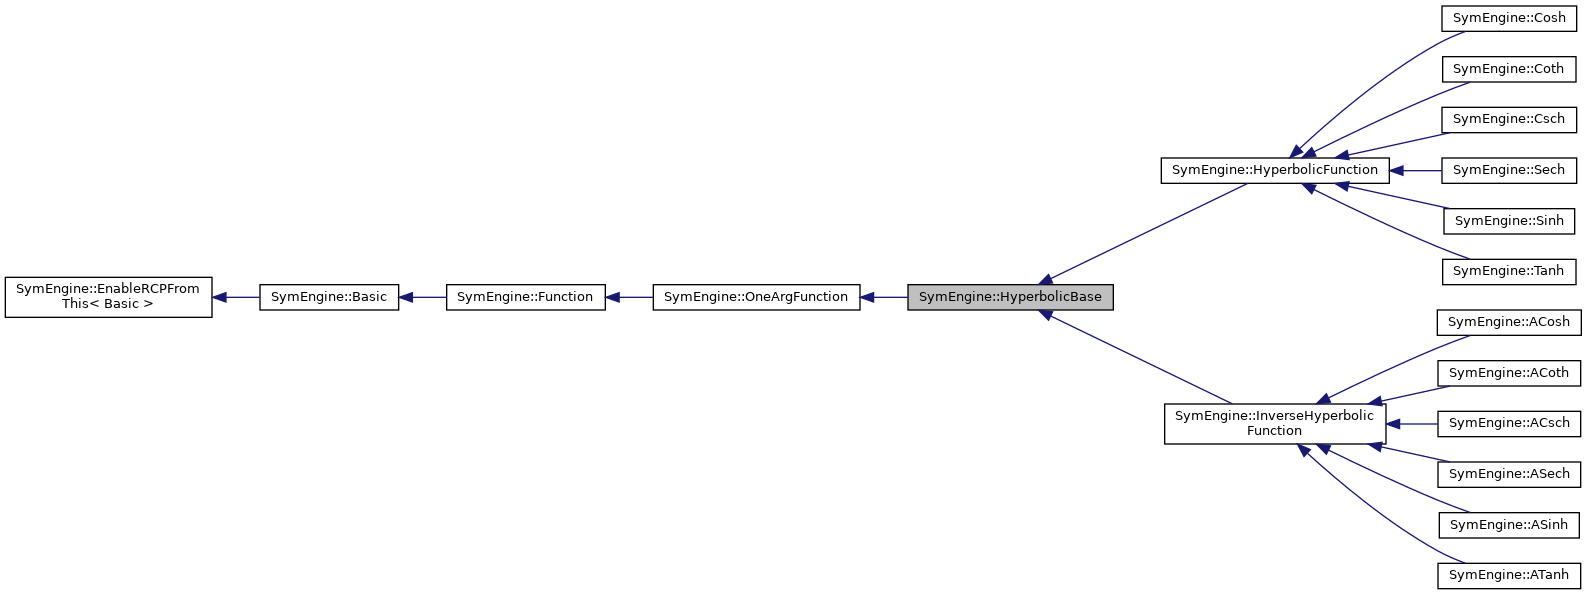 SymEngine::Cosh
SymEngine::Coth
SymEngine::Csch
SymEngine::HyperbolicFunction
SymEngine::Sech
SymEngine::Sinh
SymEngine::Tanh
SymEngine::EnableRCPFrom
This< Basic >
SymEngine::Basic
SymEngine::Function
SymEngine::OneArgFunction
SymEngine::HyperbolicBase
SymEngine::ACosh
SymEngine::ACoth
SymEngine::InverseHyperbolic
Function
SymEngine::ACsch
SymEngine::ASech
SymEngine::ASinh
SymEngine::ATanh